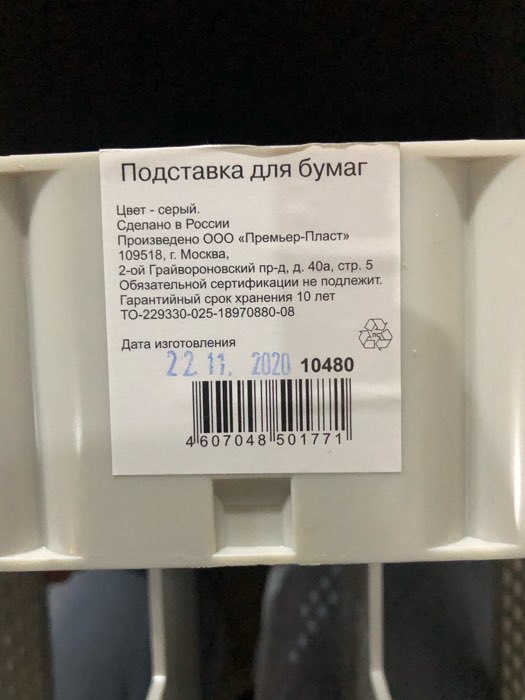 Подставка для бумаг
Цвет - серый.
Сделано в России
Произведено ООО «Премьер-Пласт»
109518, г. Москва,
2-ой Грайвороновский пр-д, д. 40а, стр. 5
Обязательной сертификации не подлежит.
Гарантийный срок хранения 10 лет
ТО-229330-025-18970880-08
Дата изготовления
22. 11. 2020 10480
4 607048 501771